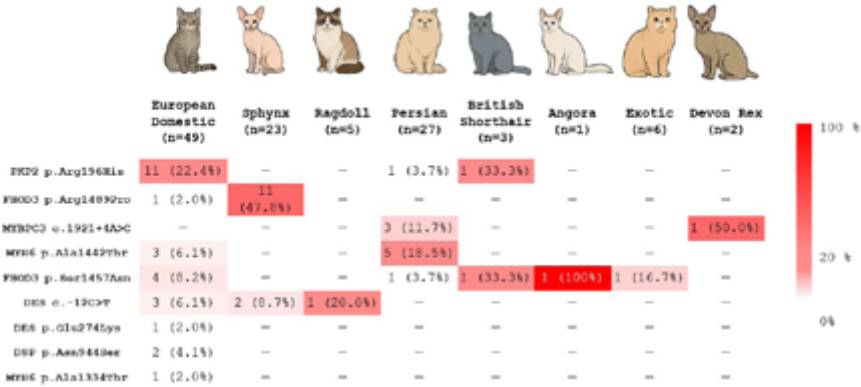 European Domestic (n=49) Sphynx (n=23) Ragdoll (n=5) Persian (n=27) British Shorthair (n=3) Angora (n=1) Exotic (n=6) Devon Rex (n=2)
PKP2 p.Arg196His 11 (22.4%) — — 1 (3.7%) 1 (33.3%) — — —
FHOD3 p.Arg1489Pro 1 (2.0%) 11 (47.8%) — — — — — —
MYBPC3 c.1921+4A>C — — — 3 (11.7%) — — — 1 (50.0%)
MYH6 p.Ala1442Thr 3 (6.1%) — — 5 (18.5%) — — — —
FHOD3 p.Ser1457Asn 4 (8.2%) — — 1 (3.7%) 1 (33.3%) 1 (100%) 1 (16.7%) —
DES c.-12C>T 3 (6.1%) 2 (8.7%) 1 (20.0%) — — — — —
DES p.Glu274Lys 1 (2.0%) — — — — — — —
DSP p.Asn944Ser 2 (4.1%) — — — — — — —
MYH6 p.Ala1334Thr 1 (2.0%) — — — — — — —
100 %
20 %
0%